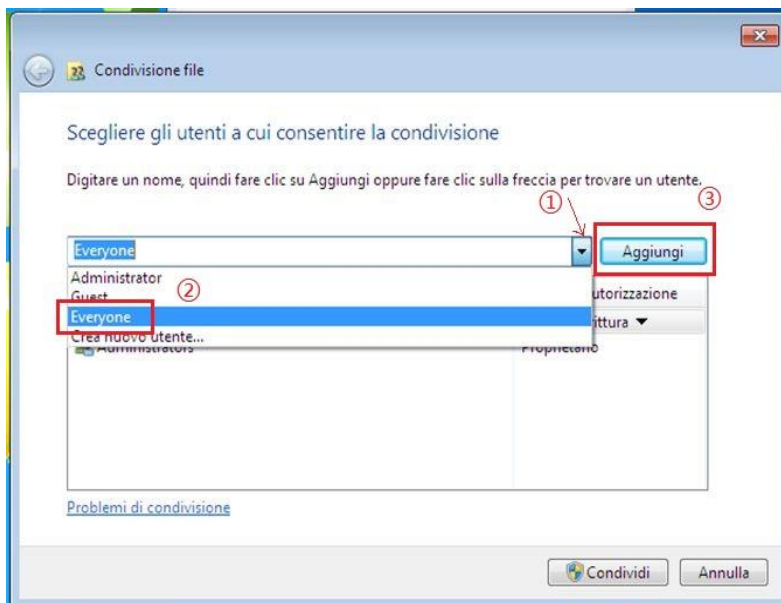 Condivisione file
Scegliere gli utenti a cui consentire la condivisione
Digitare un nome, quindi fare clic su Aggiungi oppure fare clic sulla freccia per trovare un utente.
① ③
Everyone Aggiungi
Administrator
Guest ②
Everyone
Crea nuovo utente...
Administrators Proprietario
Problemi di condivisione
Condividi Annulla